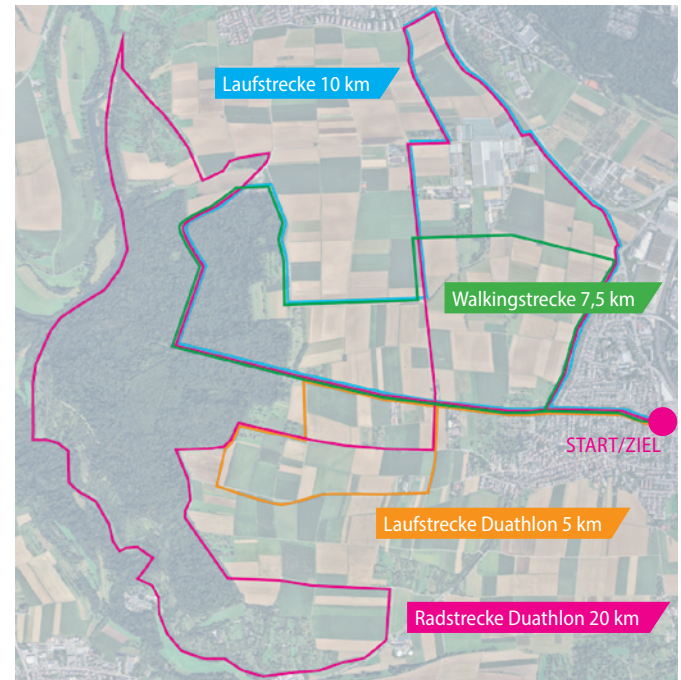 Laufstrecke 10 km
Walkingstrecke 7,5 km
START/ZIEL
Laufstrecke Duathlon 5 km
Radstrecke Duathlon 20 km